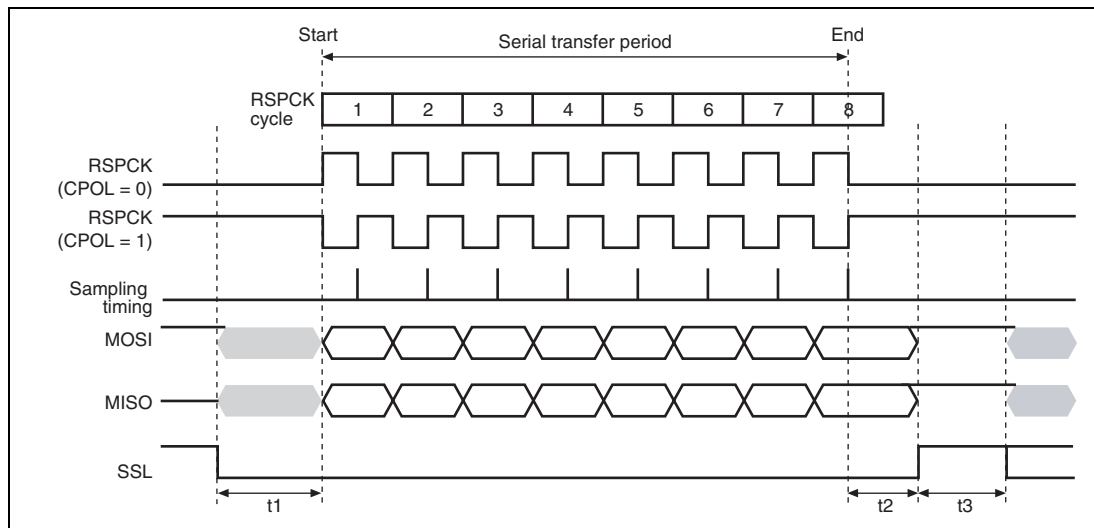 Start
Serial transfer period
End
RSPCK
cycle
1 2 3 4 5 6 7 8
RSPCK
(CPOL = 0)
RSPCK
(CPOL = 1)
Sampling
timing
MOSI
MISO
SSL
t1
t2
t3